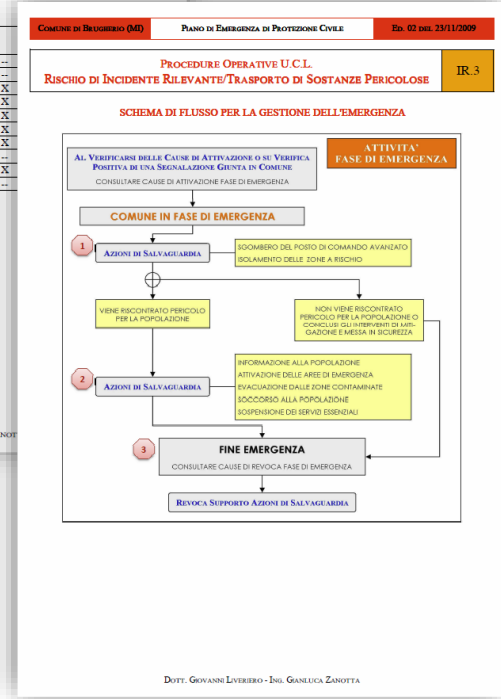 COMUNE DI BRUGHERIO (MI)
PIANO DI EMERGENZA DI PROTEZIONE CIVILE
ED. 02 DEL 23/11/2009
PROCEDURE OPERATIVE U.C.L.
RISCHIO DI INCIDENTE RILEVANTE/TRASPORTO DI SOSTANZE PERICOLOSE
IR.3
SCHEMA DI FLUSSO PER LA GESTIONE DELL'EMERGENZA
ATTIVITA'
FASE DI EMERGENZA
AL VERIFICARSI DELLE CAUSE DI ATTIVAZIONE O SU VERIFICA
POSITIVA DI UNA SEGNALAZIONE GIUNTA IN COMUNE
CONSULTARE CAUSE DI ATTIVAZIONE FASE DI EMERGENZA
COMUNE IN FASE DI EMERGENZA
1
AZIONI DI SALVAGUARDIA
SGOMBERO DEL POSTO DI COMANDO AVANZATO
ISOLAMENTO DELLE ZONE A RISCHIO
VIENE RISCONTRATO PERICOLO
PER LA POPOLAZIONE
NON VIENE RISCONTRATO
PERICOLO PER LA POPOLAZIONE O
CONCLUSI GLI INTERVENTI DI MITI-
GAZIONE E MESSA IN SICUREZZA
2
AZIONI DI SALVAGUARDIA
INFORMAZIONE ALLA POPOLAZIONE
ATTIVAZIONE DELLE AREE DI EMERGENZA
EVACUAZIONE DALLE ZONE CONTAMINATE
SOCCORSO ALLA POPOLAZIONE
SOSPENSIONE DEI SERVIZI ESSENZIALI
3
FINE EMERGENZA
CONSULTARE CAUSE DI REVOCA FASE DI EMERGENZA
REVOCA SUPPORTO AZIONI DI SALVAGUARDIA
DOTT. GIOVANNI LIVERIERO - ING. GIANLUCA ZANOTTA
--
--
X
X
X
X
X
--
X
--
NOT